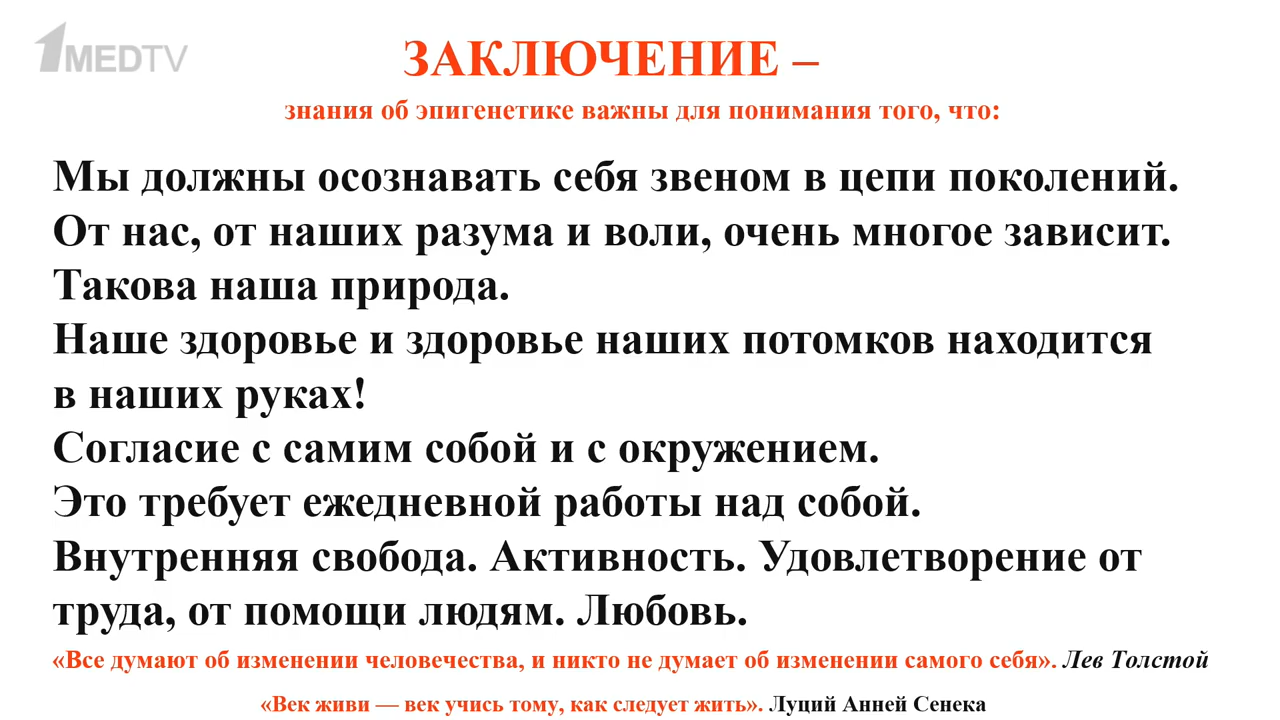 1MEDTV
ЗАКЛЮЧЕНИЕ –
знания об эпигенетике важны для понимания того, что:
Мы должны осознавать себя звеном в цепи поколений.
От нас, от наших разума и воли, очень многое зависит.
Такова наша природа.
Наше здоровье и здоровье наших потомков находится
в наших руках!
Согласие с самим собой и с окружением.
Это требует ежедневной работы над собой.
Внутренняя свобода. Активность. Удовлетворение от
труда, от помощи людям. Любовь.
«Все думают об изменении человечества, и никто не думает об изменении самого себя». Лев Толстой
«Век живи — век учись тому, как следует жить». Луций Анней Сенека